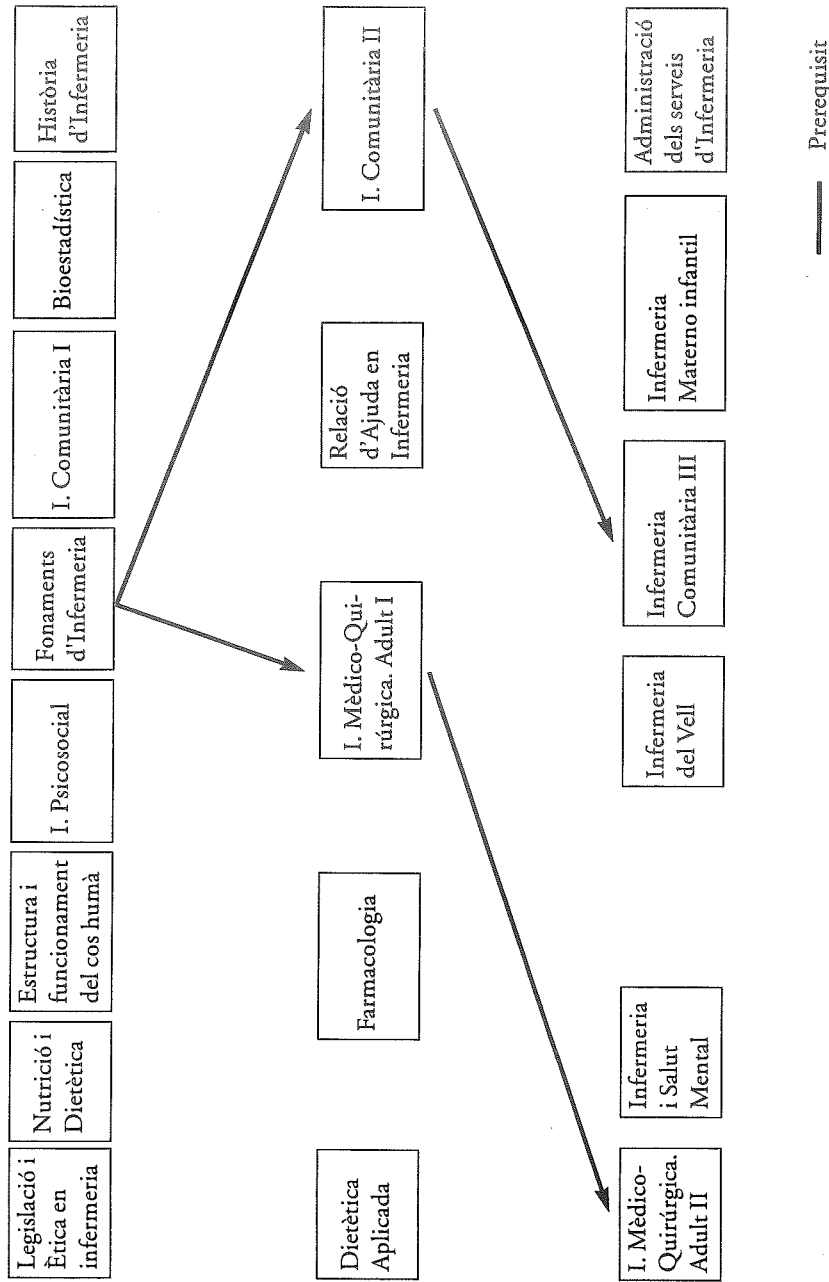 Legislació i
Ètica en
infermeria
Nutrició i
Dietètica
Estructura i
funcionament
del cos humà
I. Psicosocial
Fonaments
d'Infermeria
I. Comunitària I
Bioestadística
Història
d'Infermeria
Dietètica
Aplicada
Farmacologia
I. Mèdico-Qui-
rúrgica. Adult I
Relació
d'Ajuda en
Infermeria
I. Comunitària II
I. Mèdico-
Quirúrgica.
Adult II
Infermeria
i Salut
Mental
Infermeria
del Vell
Infermeria
Comunitària III
Infermeria
Materno infantil
Administració
dels serveis
d'Infermeria
Prerequisit